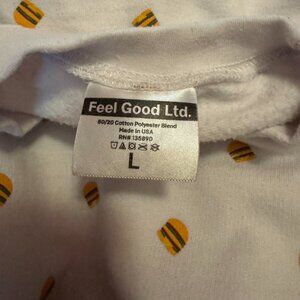 Feel Good Ltd.
80/20 Cotton Polyester Blend
Made in USA
RN# 135890
L